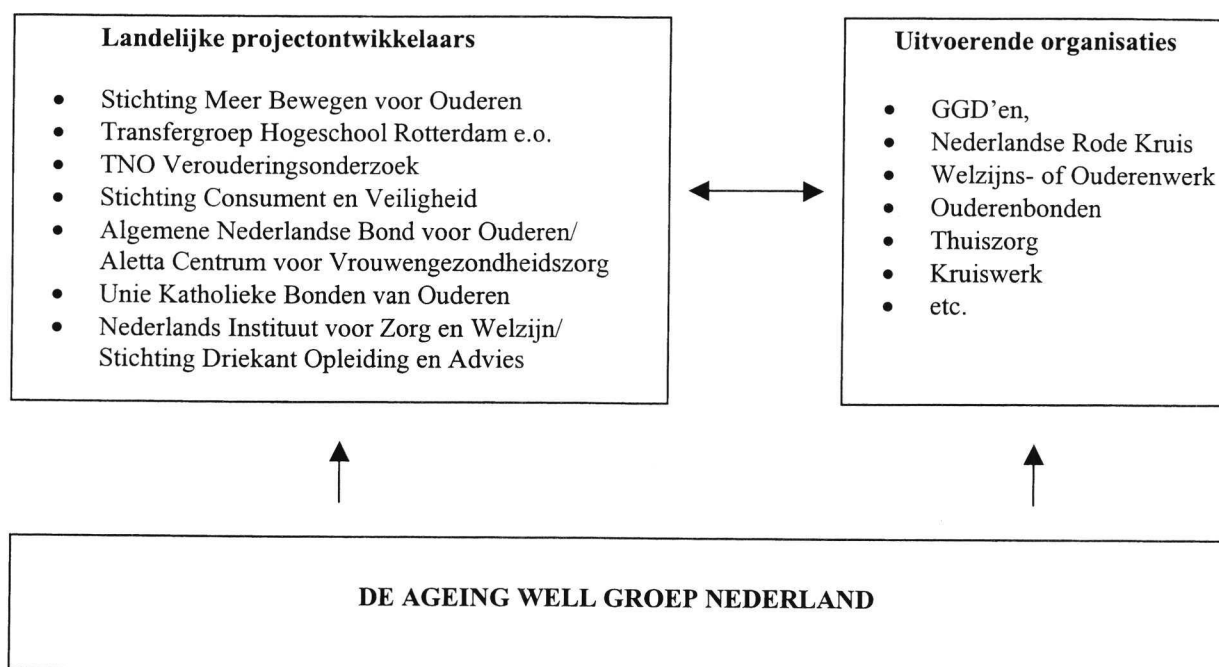 Landelijke projectontwikkelaars
• Stichting Meer Bewegen voor Ouderen
• Transfergroep Hogeschool Rotterdam e.o.
• TNO Verouderingsonderzoek
• Stichting Consument en Veiligheid
• Algemene Nederlandse Bond voor Ouderen/
Aletta Centrum voor Vrouwengezondheidszorg
• Unie Katholieke Bonden van Ouderen
• Nederlands Instituut voor Zorg en Welzijn/
Stichting Driekant Opleiding en Advies
Uitvoerende organisaties
• GGD'en,
• Nederlandse Rode Kruis
• Welzijns- of Ouderenwerk
• Ouderenbonden
• Thuiszorg
• Kruiswerk
• etc.
DE AGEING WELL GROEP NEDERLAND